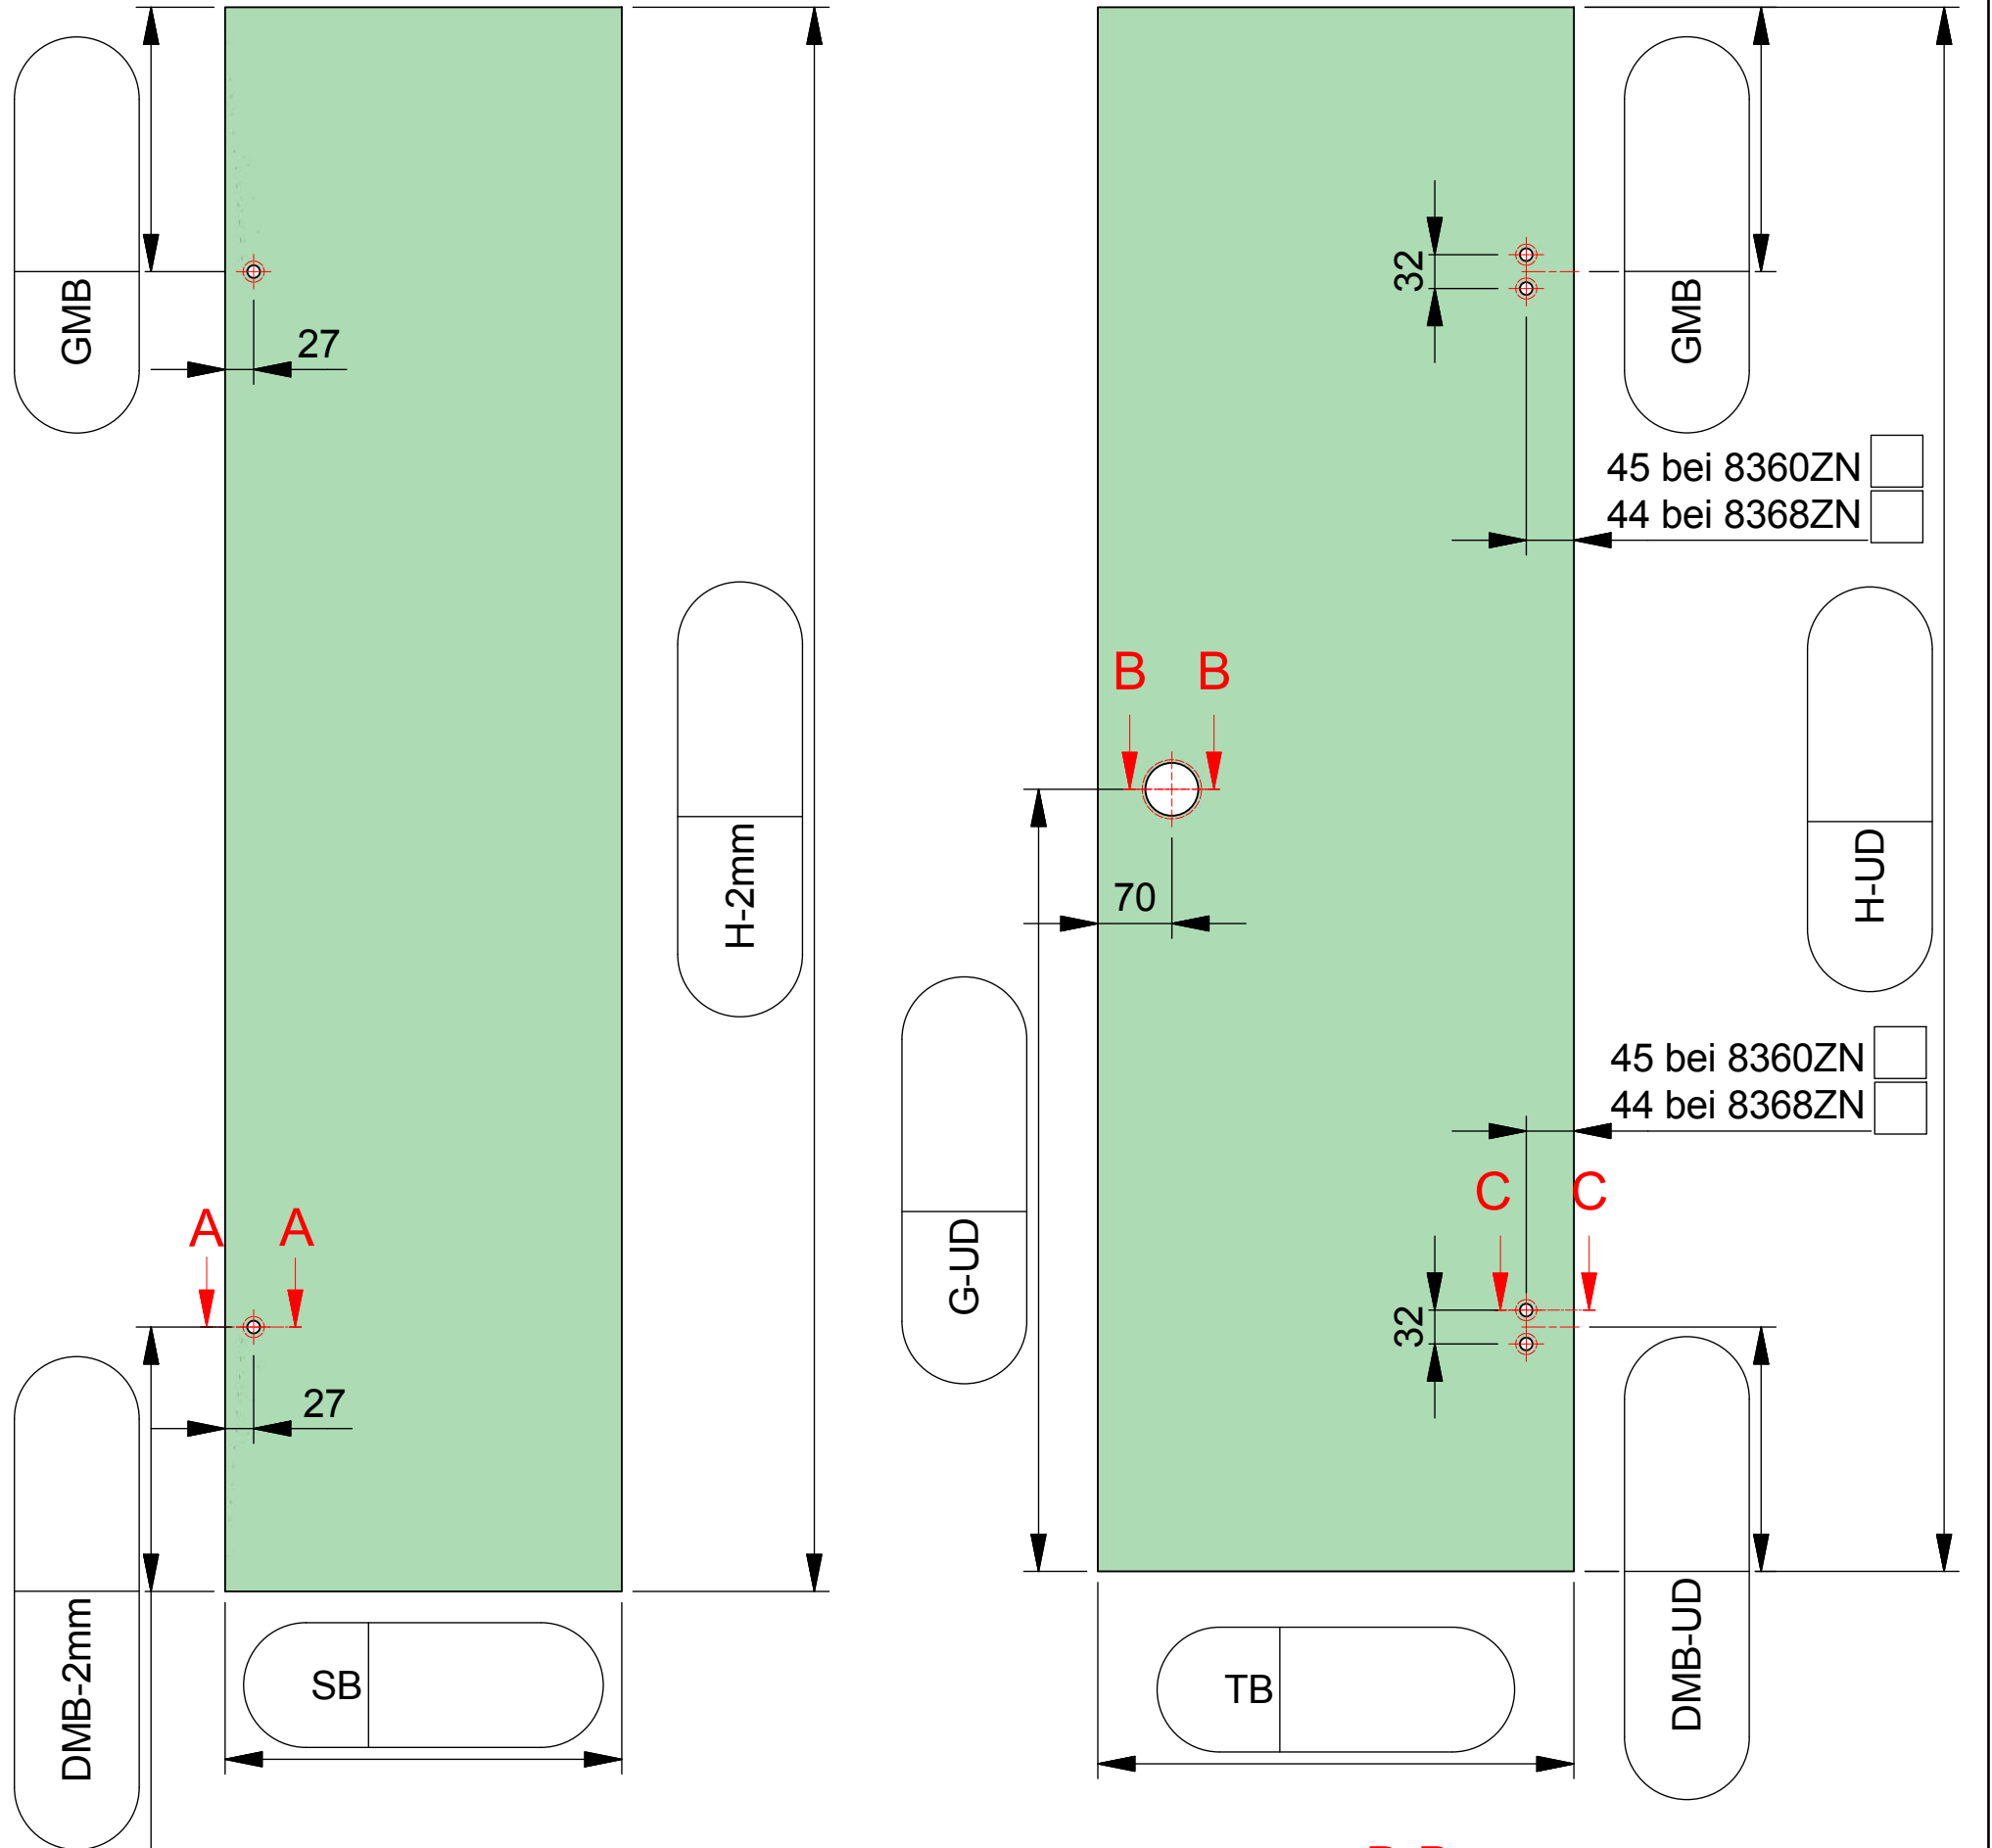 GMB
27
H-2mm
A A
27
DMB-2mm
SB
32
GMB
45 bei 8360ZN
44 bei 8368ZN
B B
70
H-UD
G-UD
45 bei 8360ZN
44 bei 8368ZN
C C
32
DMB-UD
TB